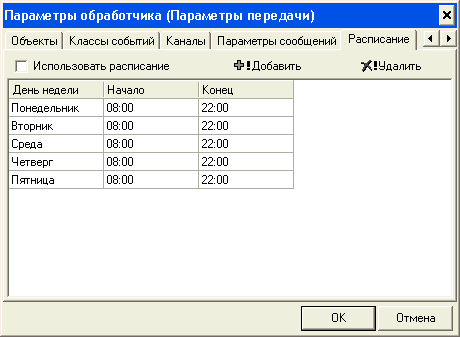 Параметры обработчика (Параметры передачи)
Объекты Классы событий Каналы Параметры сообщений Расписание
Использовать расписание Добавить Удалить
День недели Начало Конец
Понедельник 08:00 22:00
Вторник 08:00 22:00
Среда 08:00 22:00
Четверг 08:00 22:00
Пятница 08:00 22:00
OK Отмена